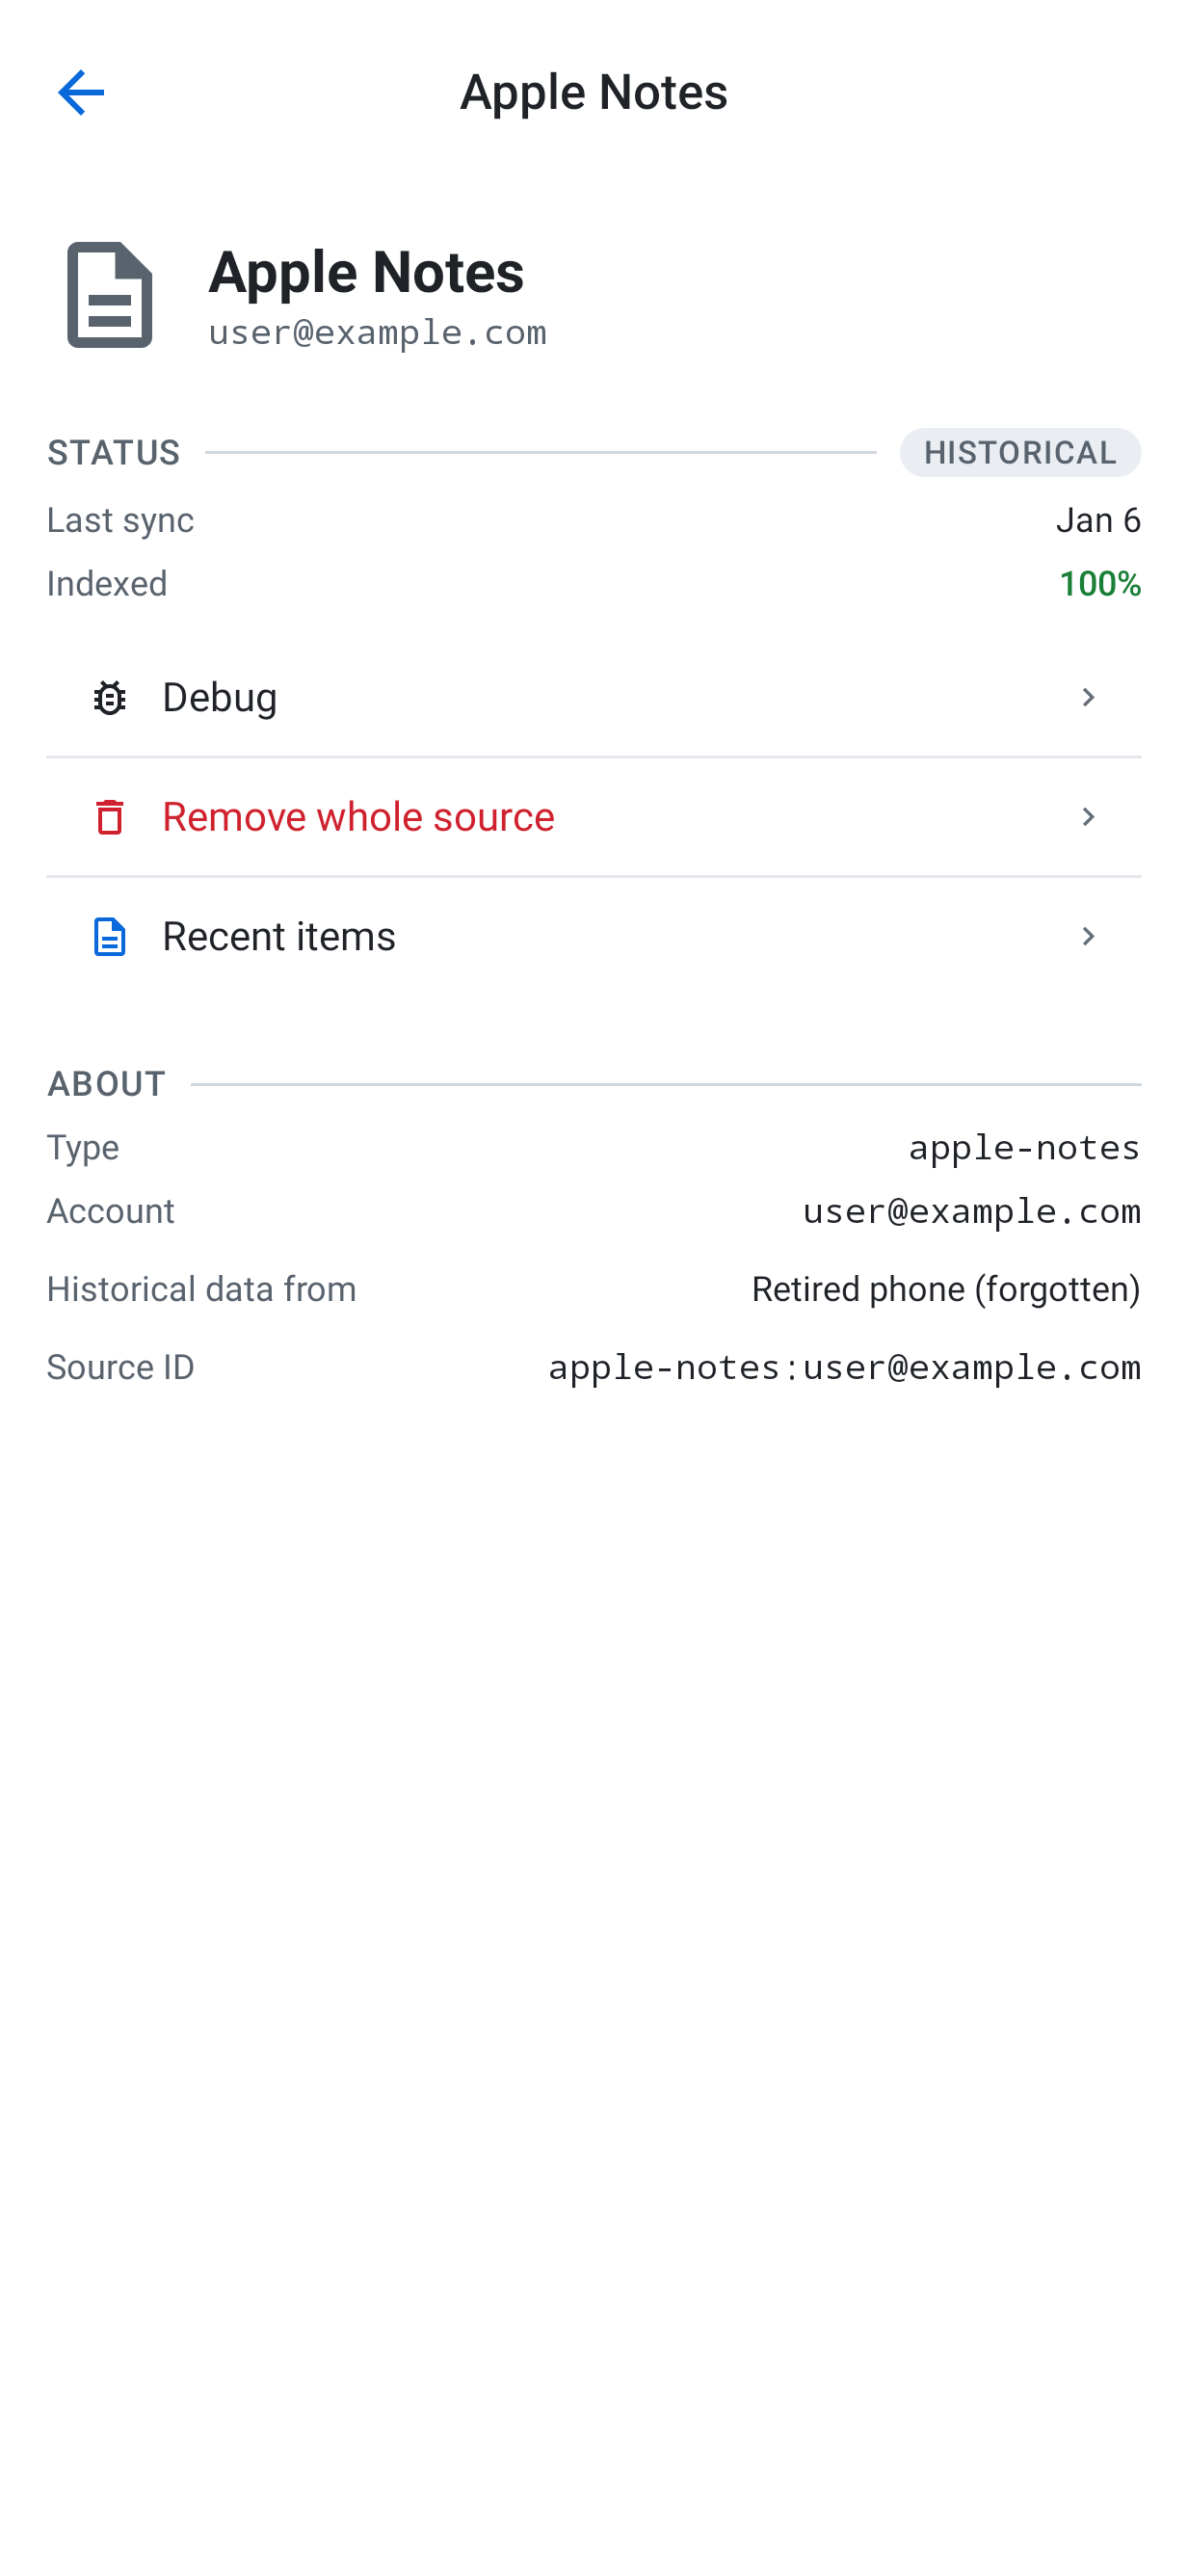 Apple Notes
Apple Notes
user@example.com
STATUS HISTORICAL
Last sync Jan 6
Indexed 100%
Debug
Remove whole source
Recent items
ABOUT
Type apple-notes
Account user@example.com
Historical data from Retired phone (forgotten)
Source ID apple-notes:user@example.com